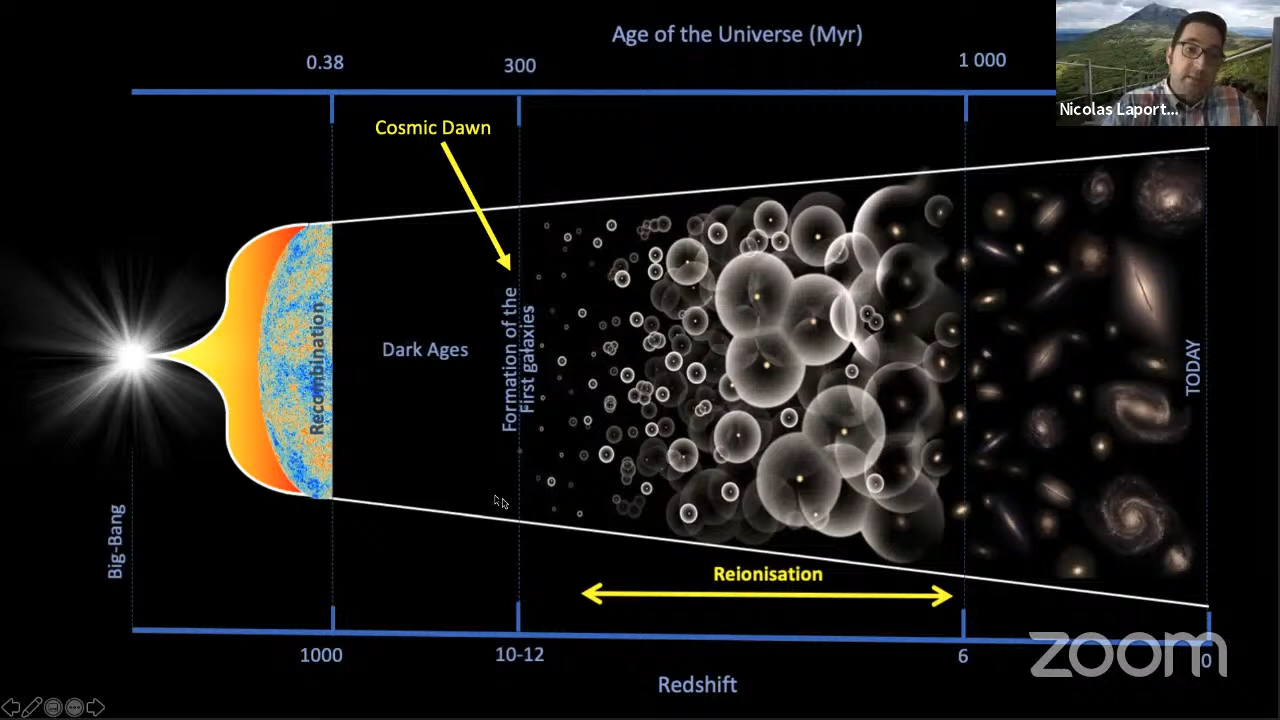 Age of the Universe (Myr)
0.38
300
1 000
Nicolas Laport...
Cosmic Dawn
Recombination
Dark Ages
Formation of the
First galaxies
TODAY
Big-Bang
Reionisation
1000
10-12
6
0
Redshift
zoom